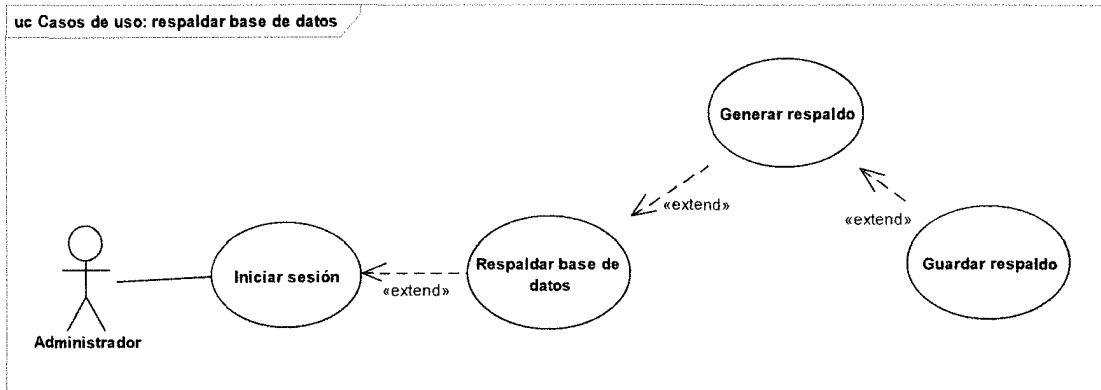 uc Casos de uso: respaldar base de datos
Generar respaldo
«extend»
«extend»
Iniciar sesión
«extend»
Respaldar base de
datos
Guardar respaldo
Administrador